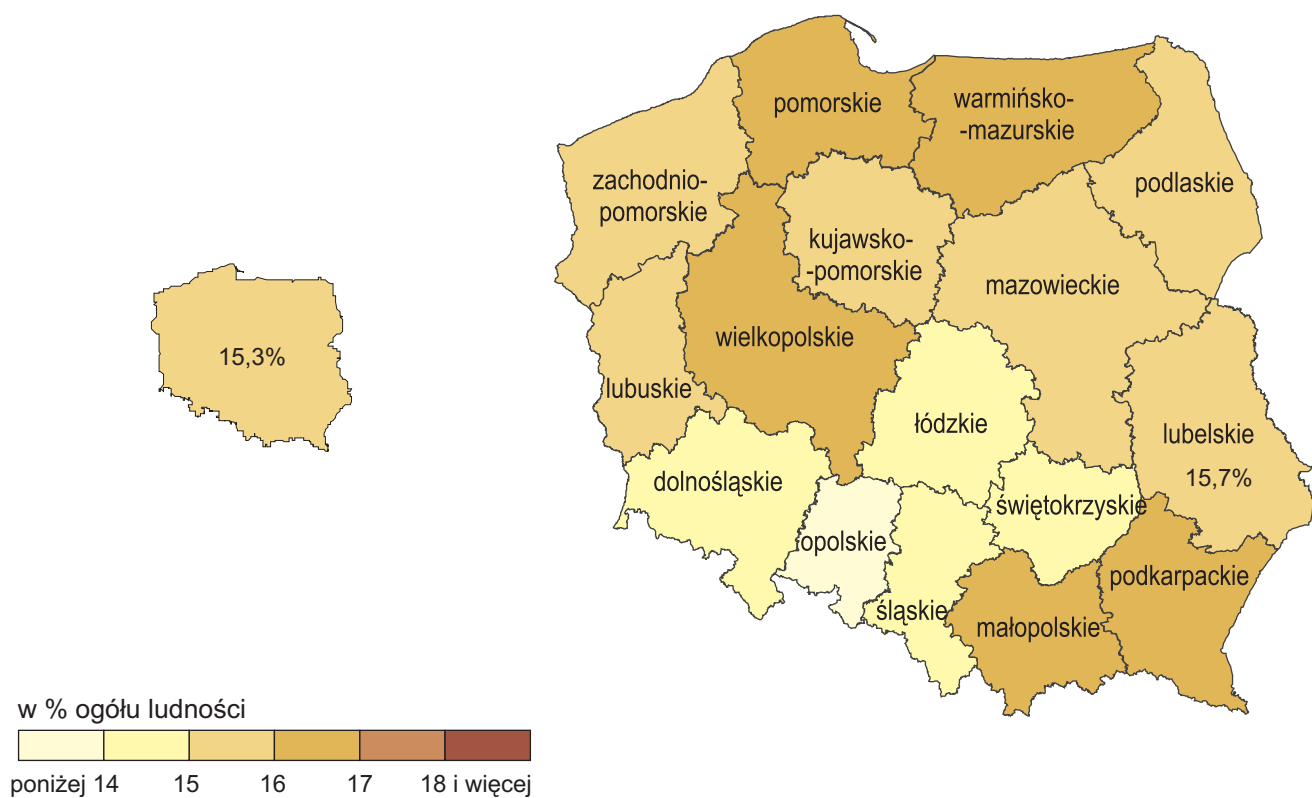 pomorskie
warmińsko-
-mazurskie
zachodnio-
pomorskie
podlaskie
kujawsko-
-pomorskie
mazowieckie
wielkopolskie
15,3%
lubuskie
łódzkie
lubelskie
15,7%
dolnośląskie
świętokrzyskie
opolskie
podkarpackie
śląskie
małopolskie
w % ogółu ludności
poniżej 14 15 16 17 18 i więcej